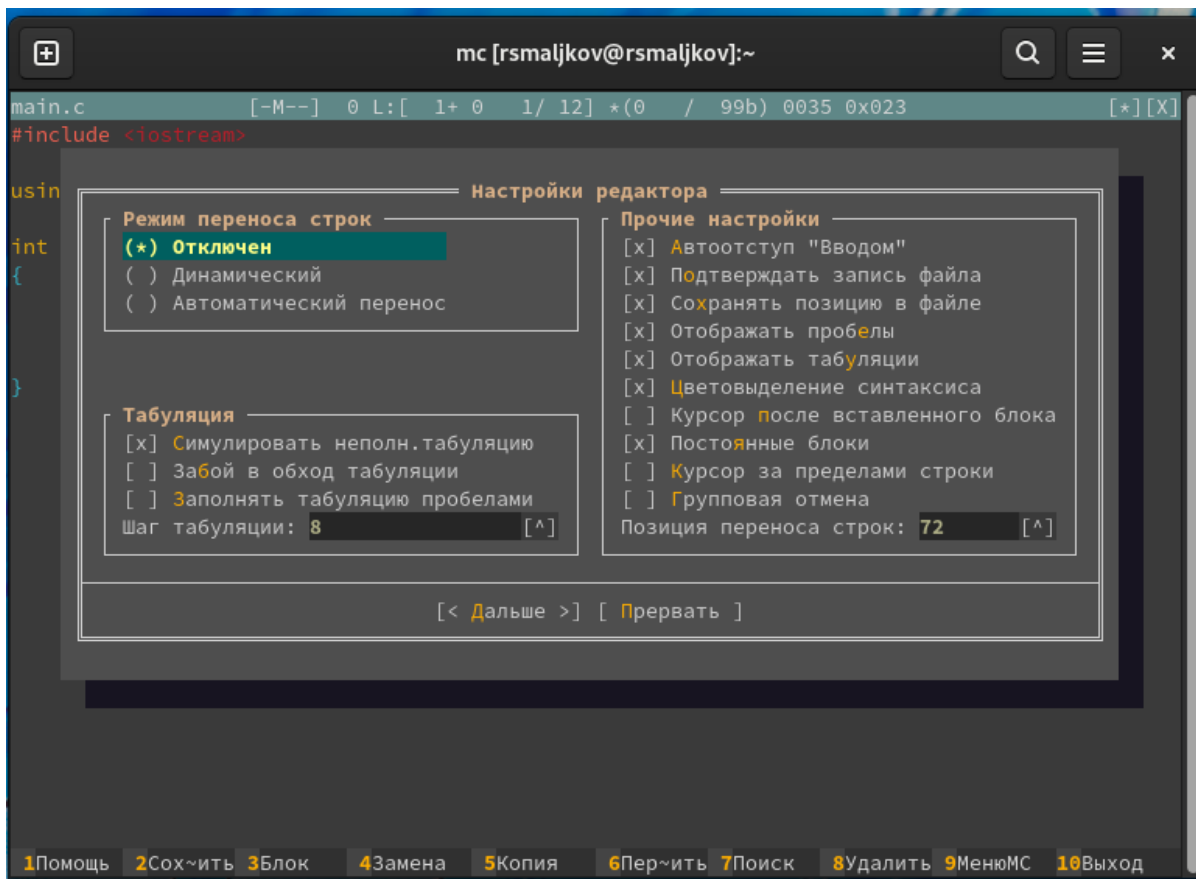 mc [rsmaljkov@rsmaljkov]:~
main.c [-M--] 0 L:[ 1+ 0 1/ 12] *(0 / 99b) 0035 0x023 [*][X]
#include <iostream>
usin
int
{
}
Настройки редактора
Режим переноса строк
(*) Отключен
( ) Динамический
( ) Автоматический перенос
Табуляция
[x] Симулировать неполн.табуляцию
[ ] Забой в обход табуляции
[ ] Заполнять табуляцию пробелами
Шаг табуляции: 8 [^]
Прочие настройки
[x] Автоотступ "Вводом"
[x] Подтверждать запись файла
[x] Сохранять позицию в файле
[x] Отображать пробелы
[x] Отображать табуляции
[x] Цветовыделение синтаксиса
[ ] Курсор после вставленного блока
[x] Постоянные блоки
[ ] Курсор за пределами строки
[ ] Групповая отмена
Позиция переноса строк: 72 [^]
[< Дальше >] [ Прервать ]
1Помощь 2Сох~ить 3Блок 4Замена 5Копия 6Пер~ить 7Поиск 8Удалить 9МенюМС 10Выход